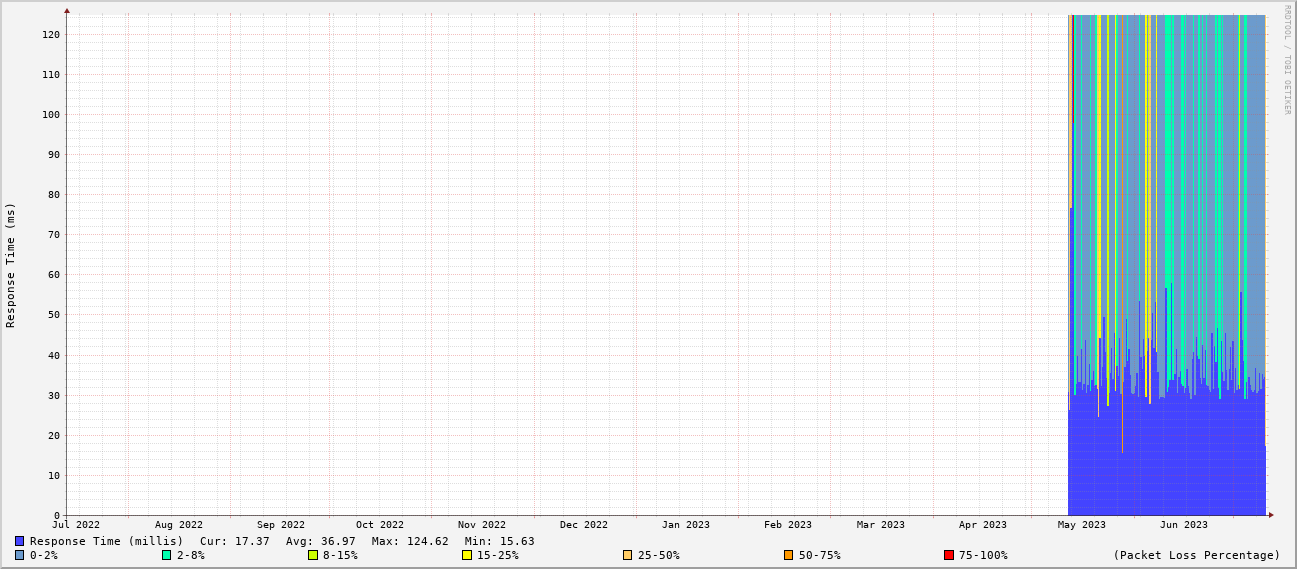 RRDTOOL / TOBI OETIKER
Response Time (ms)
120
110
100
90
80
70
60
50
40
30
20
10
0
Jul 2022 Aug 2022 Sep 2022 Oct 2022 Nov 2022 Dec 2022 Jan 2023 Feb 2023 Mar 2023 Apr 2023 May 2023 Jun 2023
Response Time (millis) Cur: 17.37 Avg: 36.97 Max: 124.62 Min: 15.63
0-2% 2-8% 8-15% 15-25% 25-50% 50-75% 75-100% (Packet Loss Percentage)